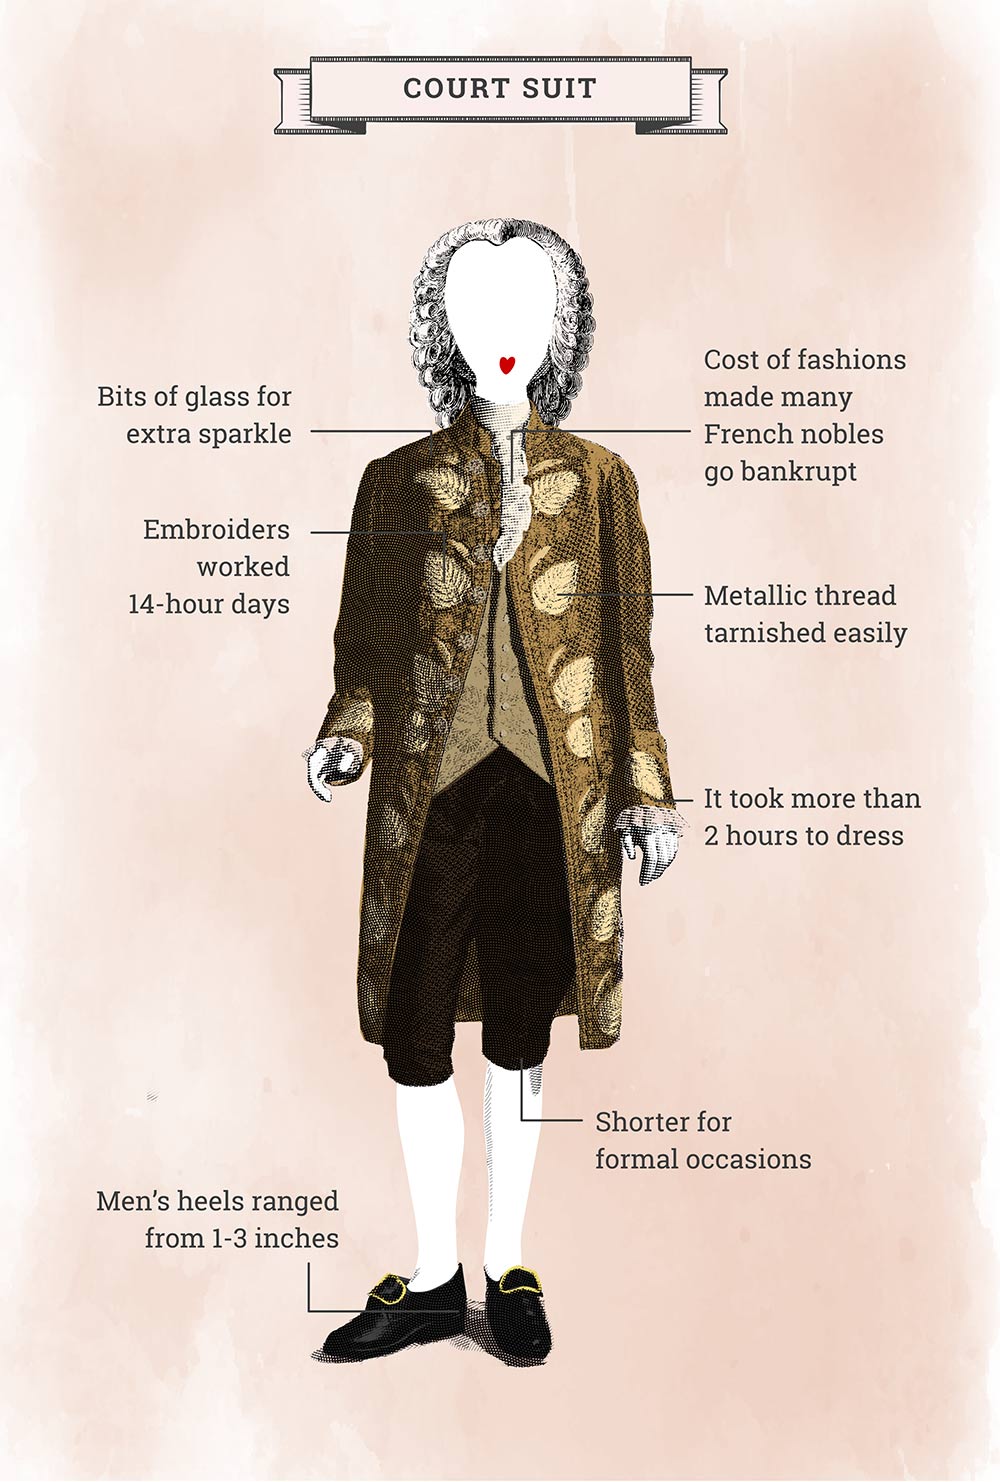 COURT SUIT
Bits of glass for
extra sparkle
Cost of fashions
made many
French nobles
go bankrupt
Embroiders
worked
14-hour days
Metallic thread
tarnished easily
It took more than
2 hours to dress
Shorter for
formal occasions
Men’s heels ranged
from 1-3 inches